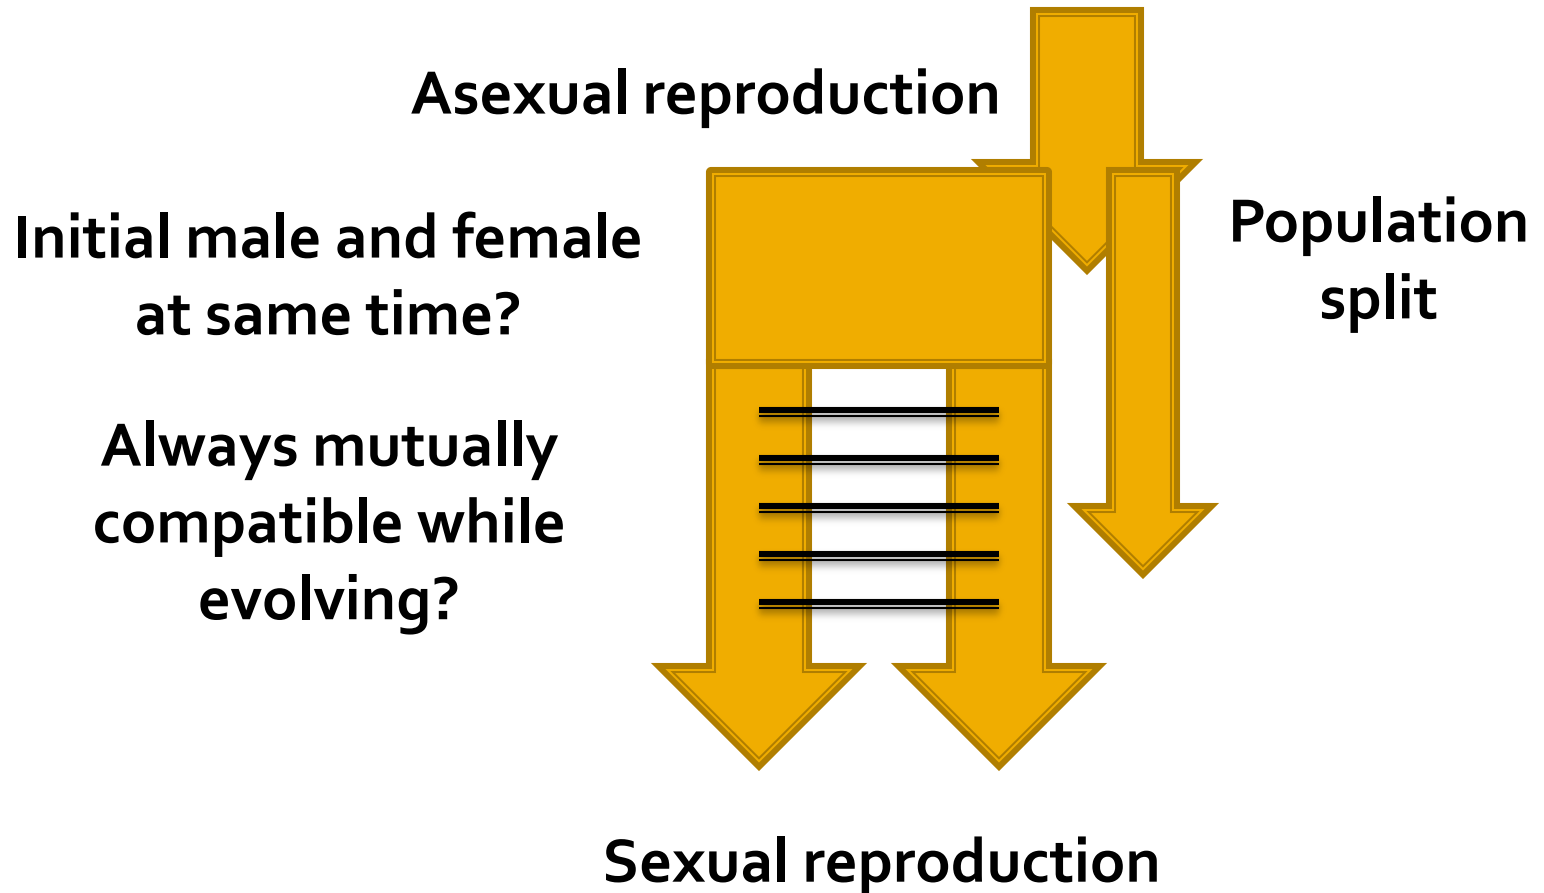 Asexual reproduction
Initial male and female
at same time?
Population
split
Always mutually
compatible while
evolving?
Sexual reproduction